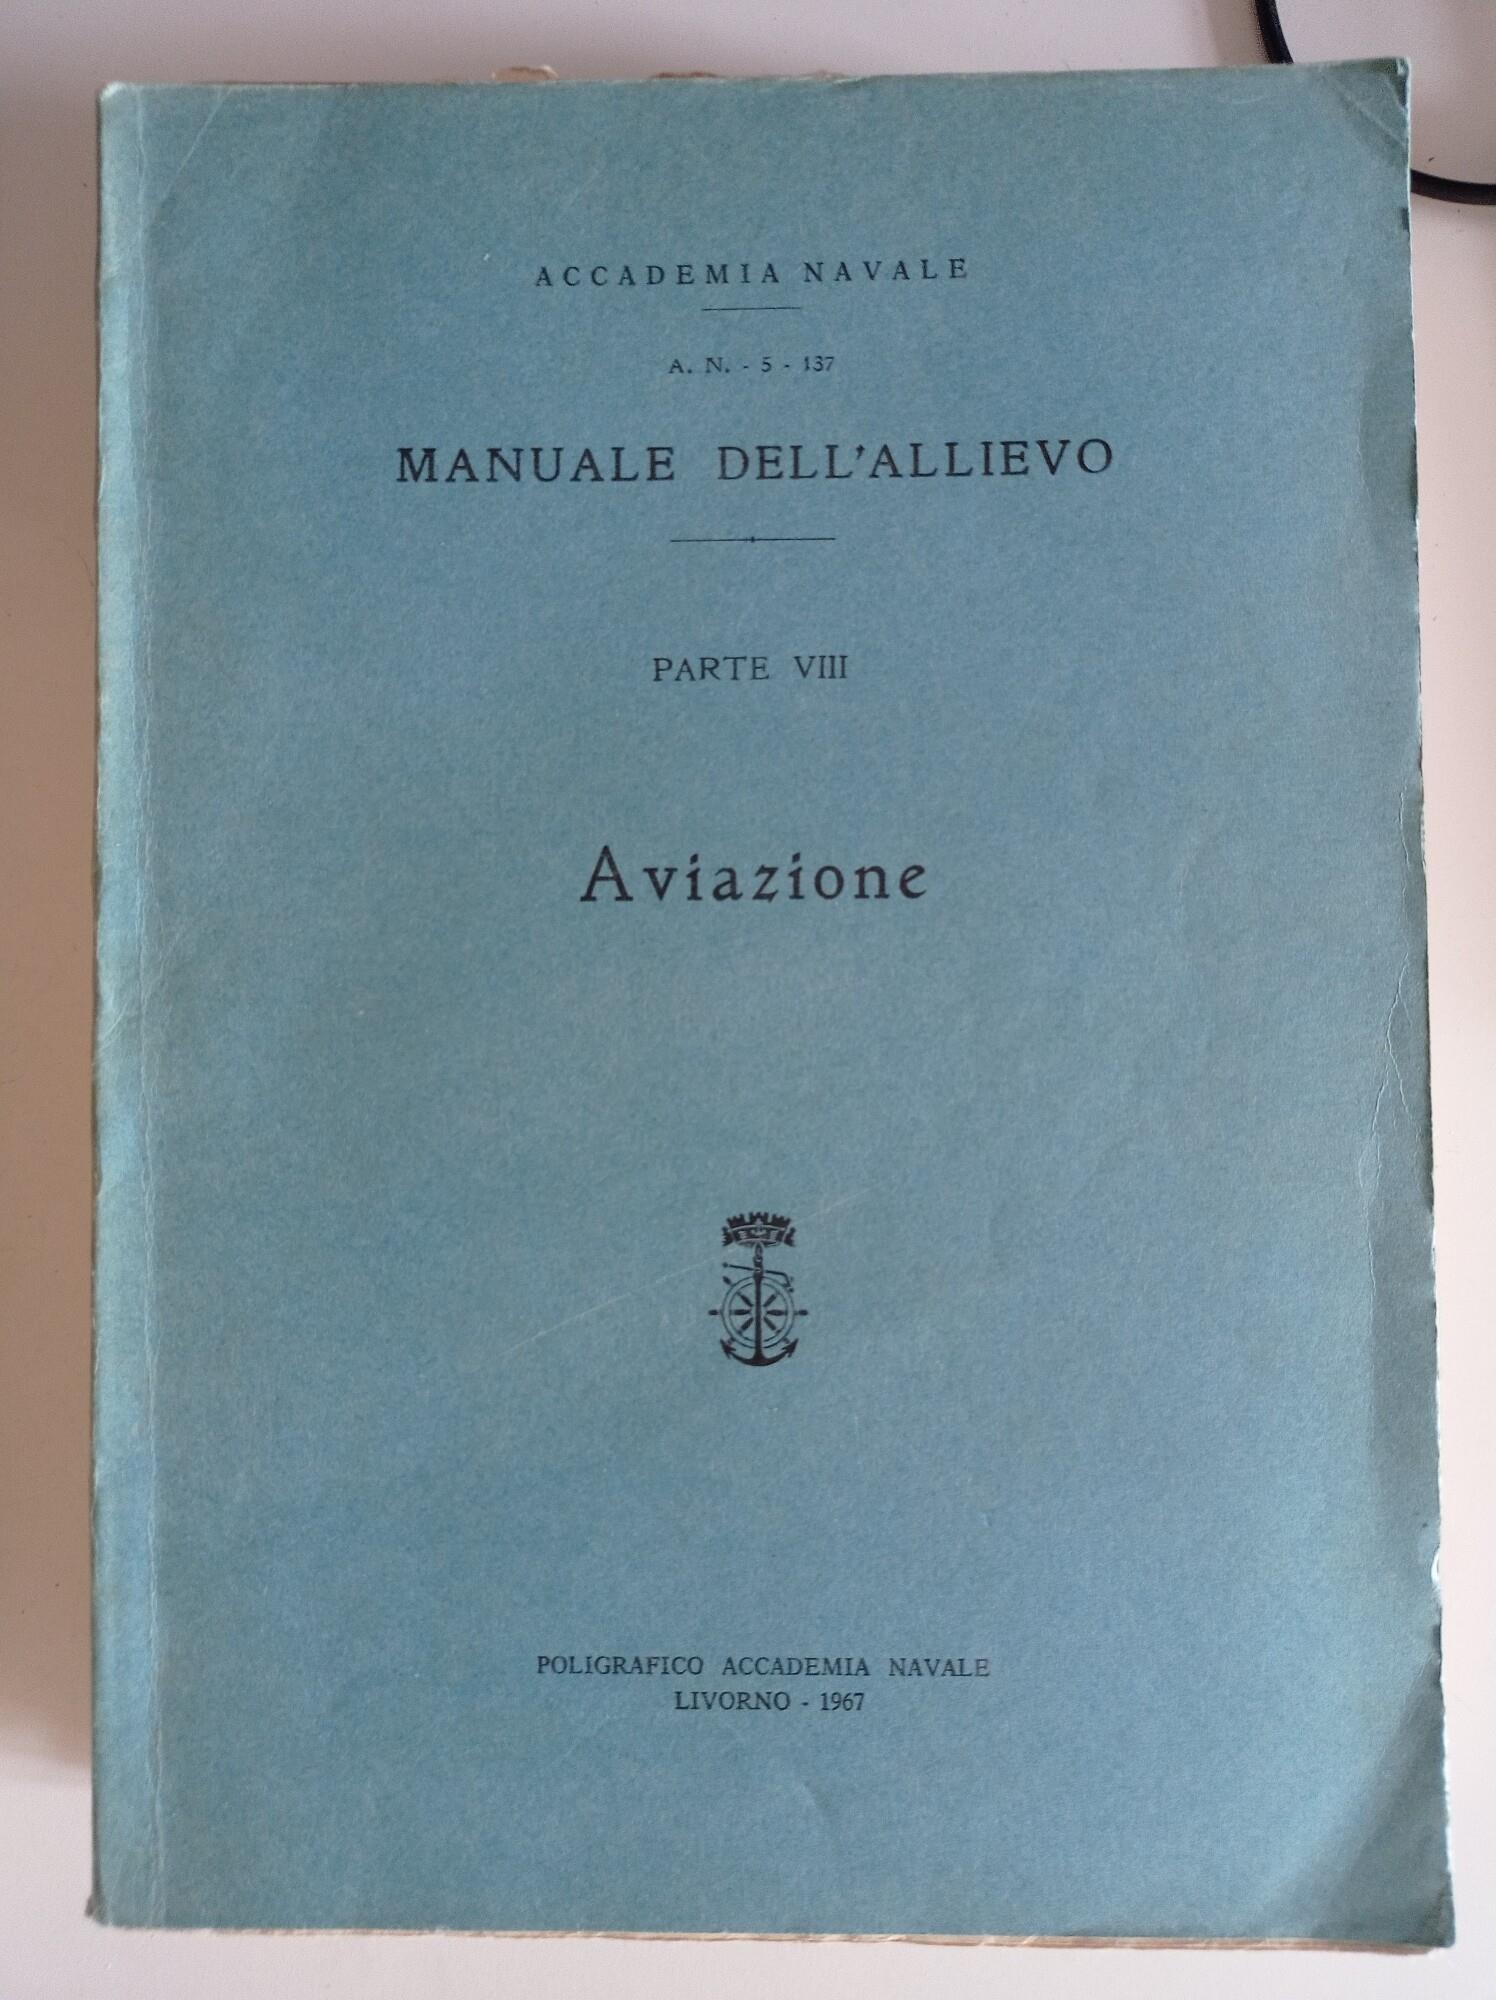 ACCADEMIA NAVALE
A. N. - 5 - 137
MANUALE DELL'ALLIEVO
PARTE VIII
Aviazione
POLIGRAFICO ACCADEMIA NAVALE
LIVORNO - 1967